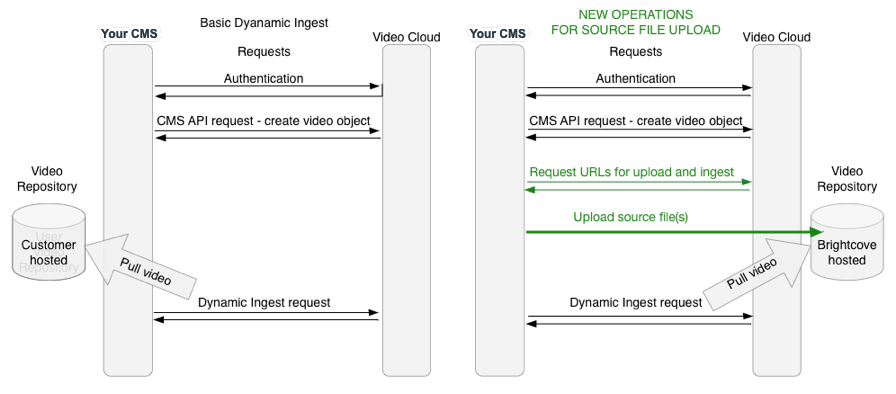 Basic Dyanamic Ingest
Your CMS
Video Cloud
Requests
Authentication
CMS API request - create video object
Video
Repository
User
Repository
Customer
hosted
Pull video
Dynamic Ingest request
NEW OPERATIONS
FOR SOURCE FILE UPLOAD
Your CMS
Video Cloud
Requests
Authentication
CMS API request - create video object
Request URLs for upload and ingest
Video
Repository
Upload source file(s)
Brightcove
hosted
Pull video
Dynamic Ingest request